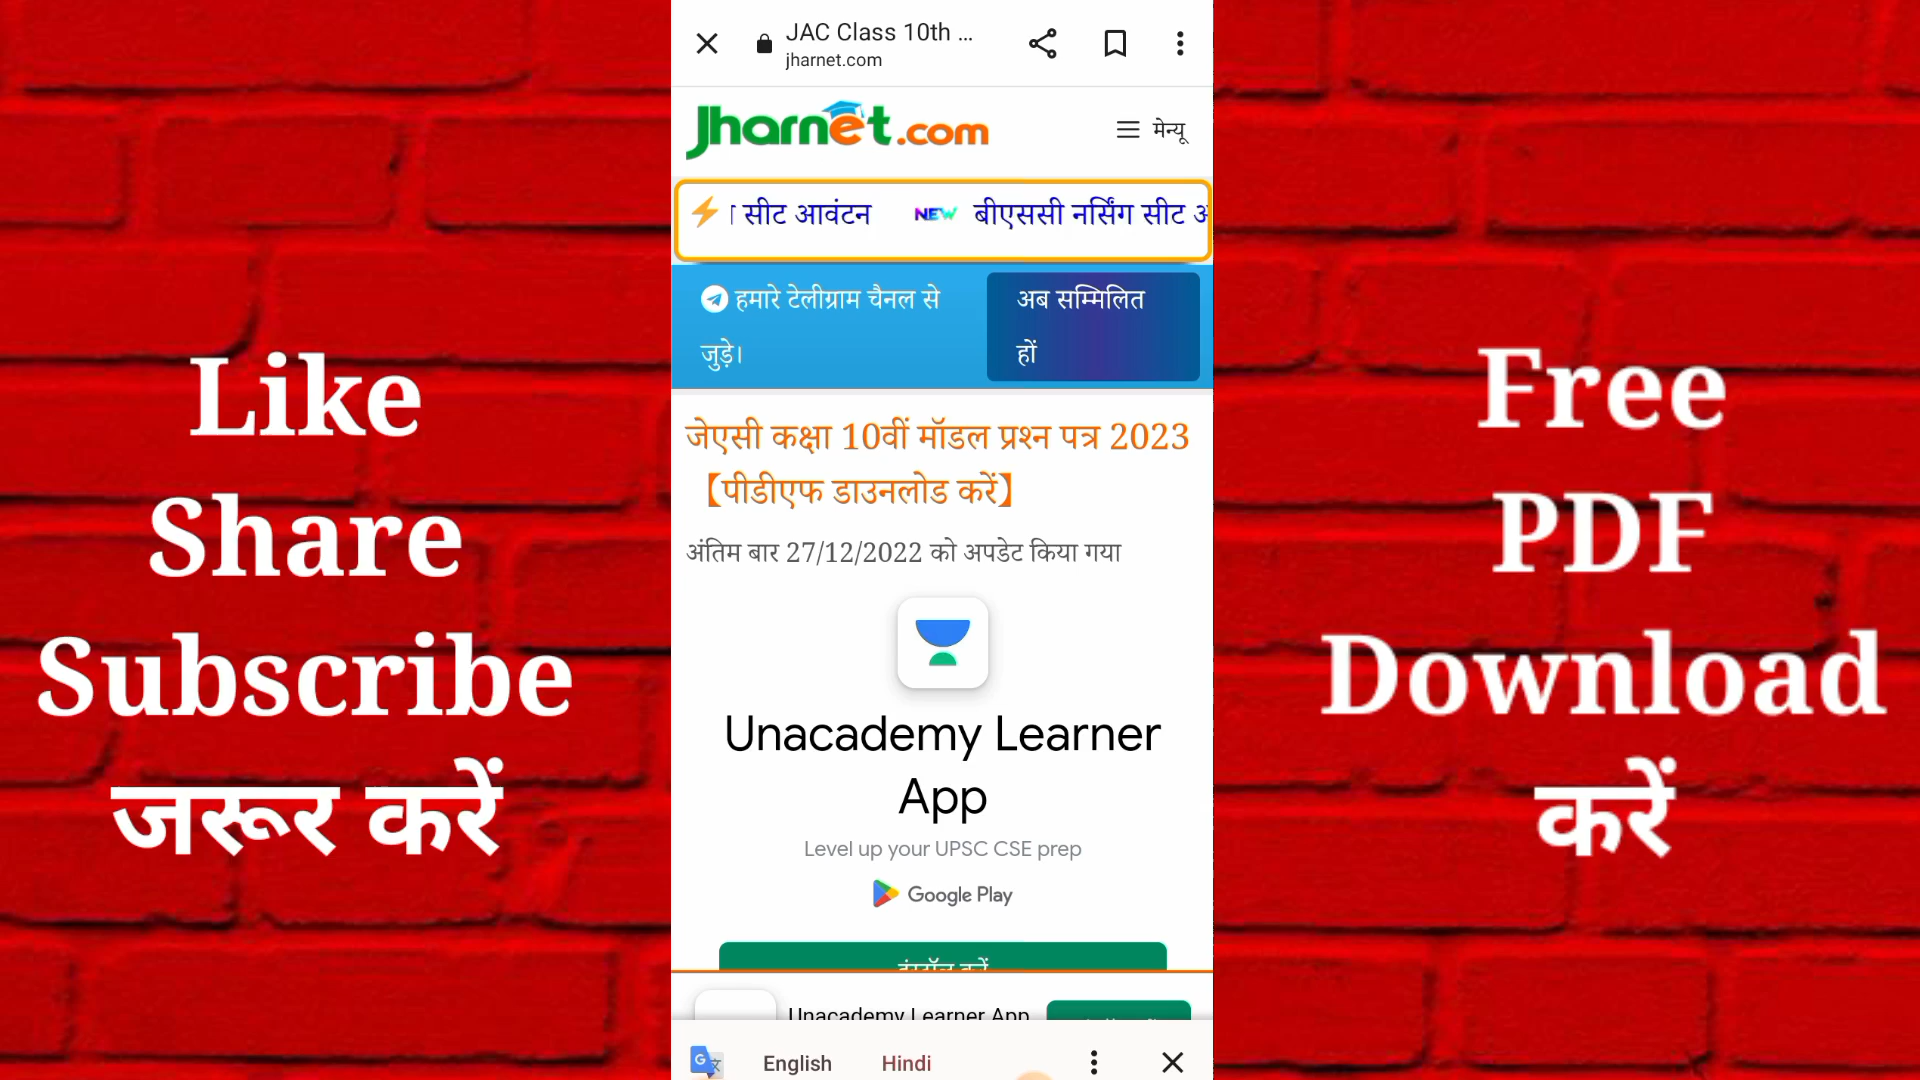 Like
Share
Subscribe
जरूर करें
JAC Class 10th ...
jharnet.com
Jharnet.com
मेन्यू
सीट आवंटन NEW बीएससी नर्सिंग सीट
हमारे टेलीग्राम चैनल से
जुड़े।
अब सम्मिलित
हों
जेएसी कक्षा 10वीं मॉडल प्रश्न पत्र 2023
【पीडीएफ डाउनलोड करें】
अंतिम बार 27/12/2022 को अपडेट किया गया
Unacademy Learner
App
Level up your UPSC CSE prep
Google Play
इंस्टॉल करें
Unacademy Learner App
English Hindi
Free
PDF
Download
करें